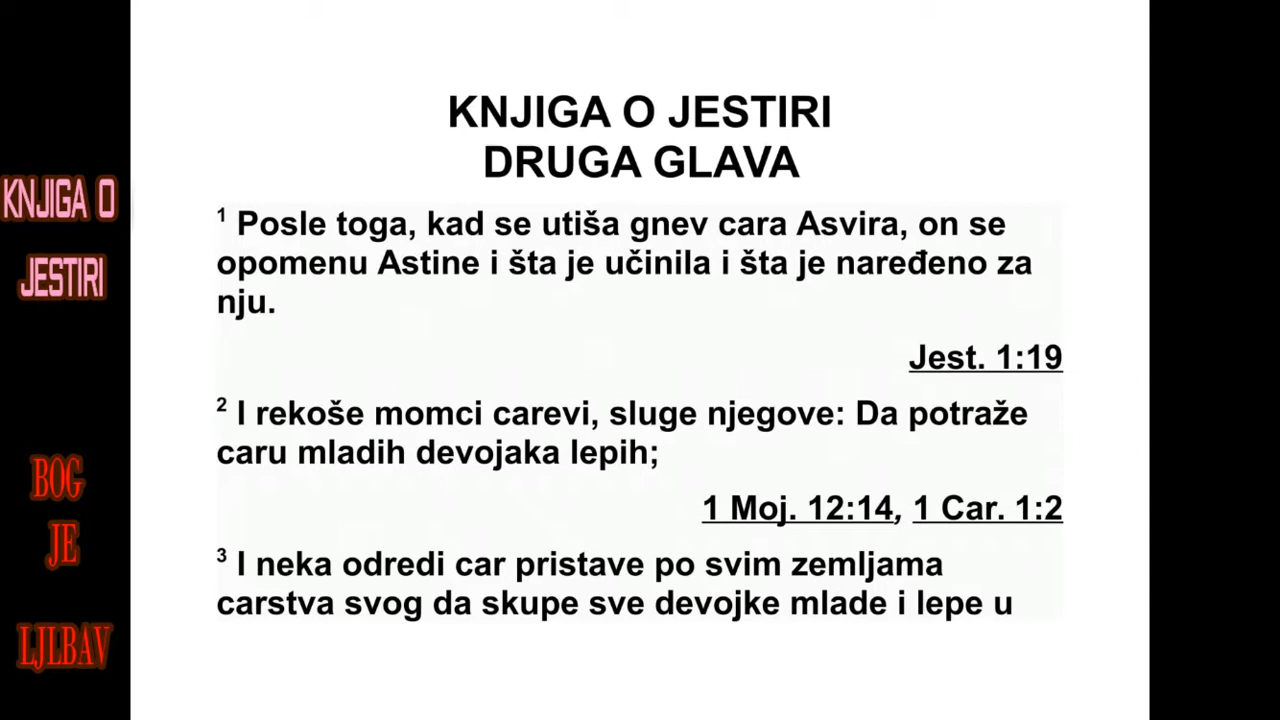 KNJIGA O
JESTIRI
BOG
JE
LJLBAV
KNJIGA O JESTIRI
DRUGA GLAVA
1 Posle toga, kad se utiša gnev cara Asvira, on se
opomenu Astine i šta je učinila i šta je naređeno za
nju.
Jest. 1:19
2 I rekoše momci carevi, sluge njegove: Da potraže
caru mladih devojaka lepih;
1 Moj. 12:14, 1 Car. 1:2
3 I neka odredi car pristave po svim zemljama
carstva svog da skupe sve devojke mlade i lepe u